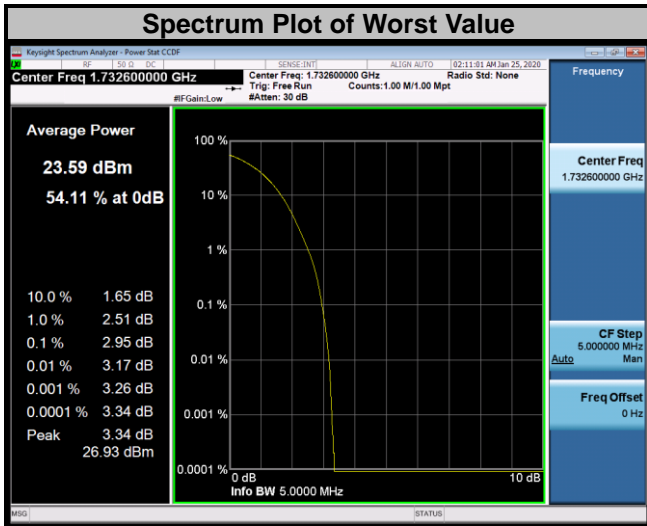 Spectrum Plot of Worst Value
Keysight Spectrum Analyzer - Power Stat CCDF
RF 50 Ω DC SENSE:INT ALIGN AUTO 02:11:01 AM Jan 25, 2020
Center Freq 1.732600000 GHz
Center Freq: 1.732600000 GHz Radio Std: None
Trig: Free Run Counts:1.00 M/1.00 Mpt
#IFGain:Low #Atten: 30 dB
Frequency
Average Power
23.59 dBm
54.11 % at 0dB
10.0 % 1.65 dB
1.0 % 2.51 dB
0.1 % 2.95 dB
0.01 % 3.17 dB
0.001 % 3.26 dB
0.0001 % 3.34 dB
Peak 3.34 dB
26.93 dBm
100 %
10 %
1 %
0.1 %
0.01 %
0.001 %
0.0001 %
0 dB 10 dB
Info BW 5.0000 MHz
Center Freq
1.732600000 GHz
CF Step
5.000000 MHz
Auto Man
Freq Offset
0 Hz
MSG STATUS